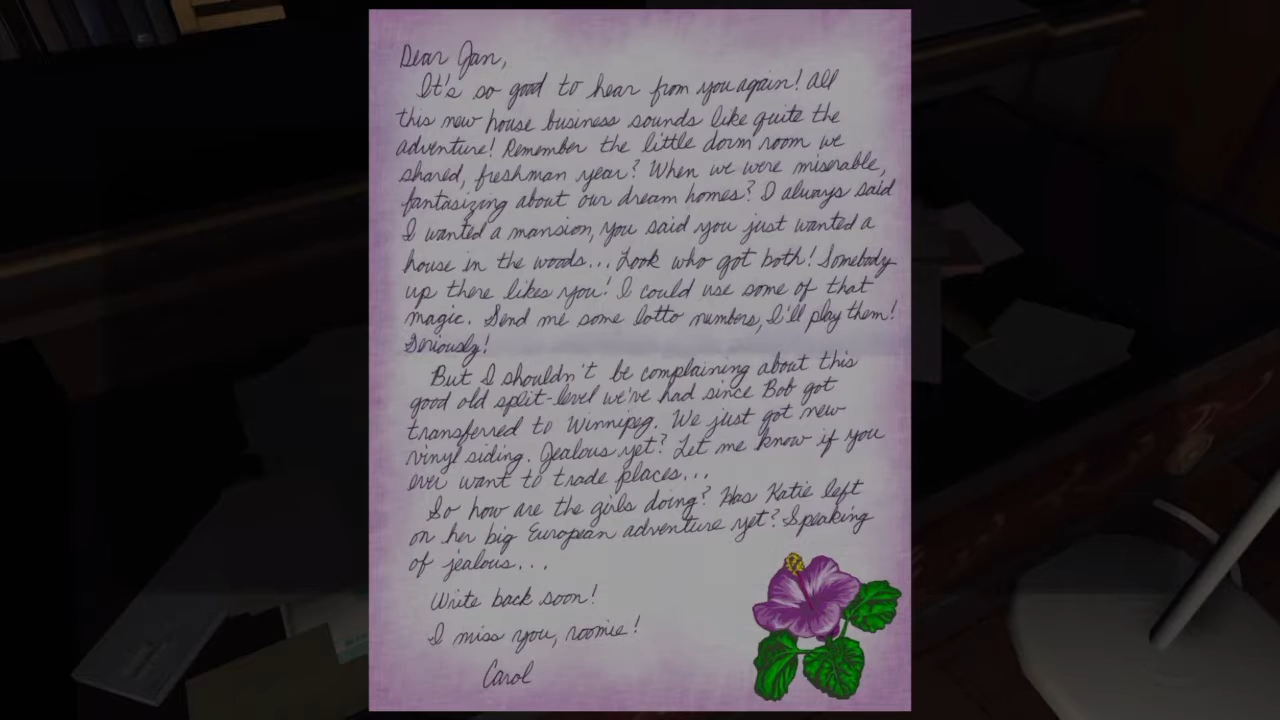 Dear Jan,
It's so good to hear from you again! All
this new house business sounds like quite the
adventure! Remember the little dorm room we
shared, freshman year? When we were miserable,
fantasizing about our dream homes? I always said
I wanted a mansion, you said you just wanted a
house in the woods... Look who got both! Somebody
up there likes you! I could use some of that
magic. Send me some lotto numbers, I'll play them!
Seriously!
But I shouldn't be complaining about this
good old split-level we've had since Bob got
transferred to Winnipeg. We just got new
vinyl siding. Jealous yet? Let me know if you
ever want to trade places...
So how are the girls doing? Has Katie left
on her big European adventure yet? Speaking
of jealous...
Write back soon!
I miss you, roomie!
Carol